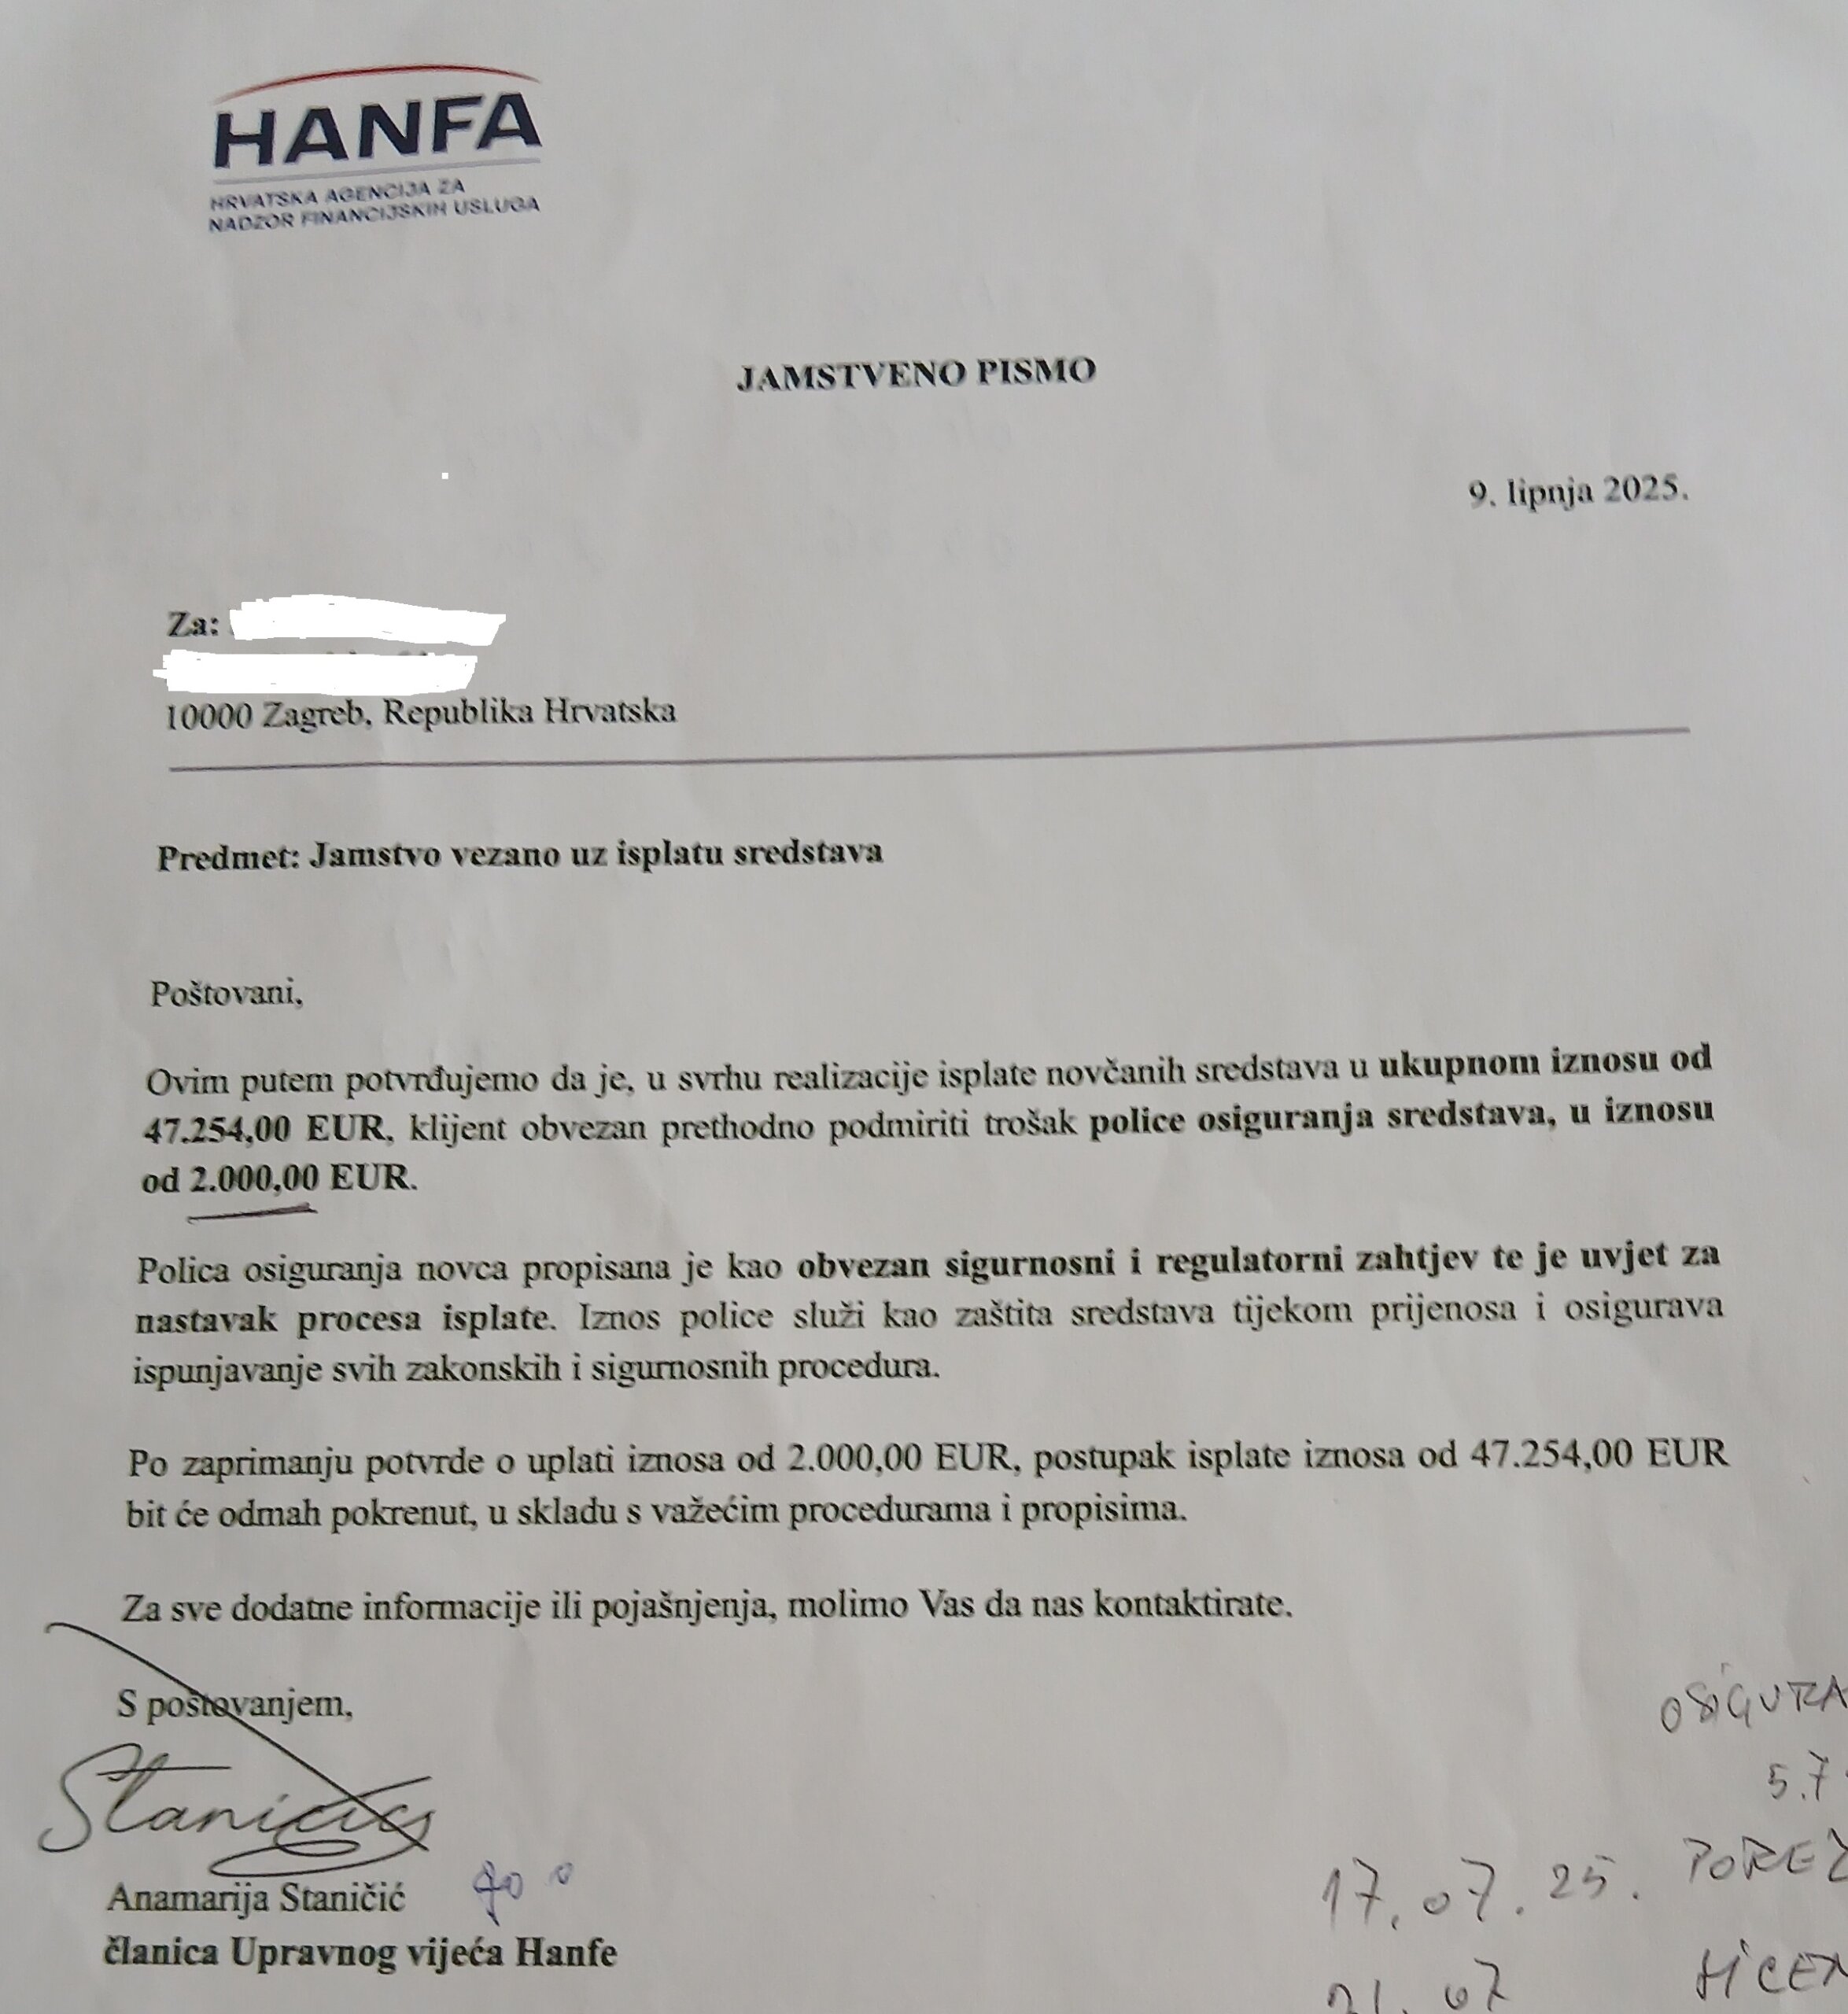 HANFA
HRVATSKA AGENCIJA ZA
NADZOR FINANCIJSKIH USLUGA
JAMSTVENO PISMO
9. lipnja 2025.
Za:
10000 Zagreb, Republika Hrvatska
Predmet: Jamstvo vezano uz isplatu sredstava
Poštovani,
Ovim putem potvrđujemo da je, u svrhu realizacije isplate novčanih sredstava u ukupnom iznosu od
47.254,00 EUR, klijent obvezan prethodno podmiriti trošak police osiguranja sredstava, u iznosu
od 2.000,00 EUR.
Polica osiguranja novca propisana je kao obvezan sigurnosni i regulatorni zahtjev te je uvjet za
nastavak procesa isplate. Iznos police služi kao zaštita sredstava tijekom prijenosa i osigurava
ispunjavanje svih zakonskih i sigurnosnih procedura.
Po zaprimanju potvrde o uplati iznosa od 2.000,00 EUR, postupak isplate iznosa od 47.254,00 EUR
bit će odmah pokrenut, u skladu s važećim procedurama i propisima.
Za sve dodatne informacije ili pojašnjenja, molimo Vas da nas kontaktirate.
S poštovanjem,
OSIGURA
5.7
Anamarija Staničić
članica Upravnog vijeća Hanfe
17.07.25. POREZ
21.07